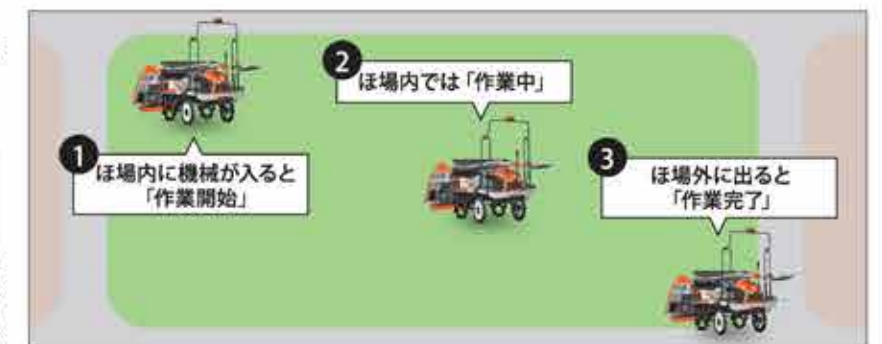 1
ほ場内に機械が入ると
「作業開始」
2
ほ場内では「作業中」
3
ほ場外に出ると
「作業完了」